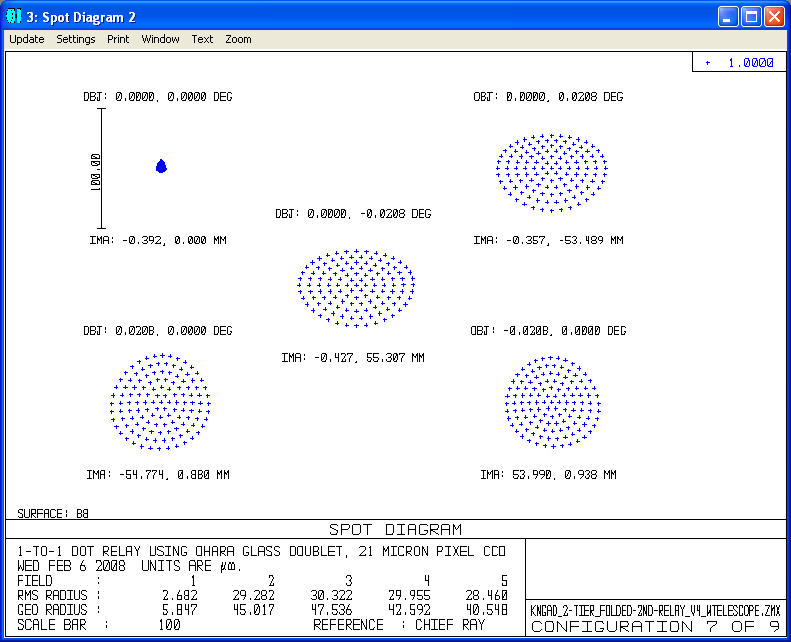 3: Spot Diagram 2
Update Settings Print Window Text Zoom
+ 1.0000
OBJ: 0.0000, 0.0000 DEG
OBJ: 0.0000, 0.0208 DEG
100.00
OBJ: 0.0000, -0.0208 DEG
IMA: -0.392, 0.000 MM
IMA: -0.357, -53.489 MM
OBJ: 0.0208, 0.0000 DEG
OBJ: -0.0208, 0.0000 DEG
IMA: -0.427, 55.307 MM
IMA: -54.774, 0.880 MM
IMA: 53.990, 0.938 MM
SURFACE: 88
SPOT DIAGRAM
1-TO-1 DOT RELAY USING OHARA GLASS DOUBLET, 21 MICRON PIXEL CCD
WED FEB 6 2008 UNITS ARE µm.
FIELD : 1 2 3 4 5
RMS RADIUS : 2.682 29.282 30.322 29.955 28.460
GEO RADIUS : 5.847 45.017 47.536 42.592 40.548
SCALE BAR : 100 REFERENCE : CHIEF RAY
KNGAD_2-TIER_FOLDED-2ND-RELAY_V4_WTELESCOPE.ZMX
CONFIGURATION 7 OF 9